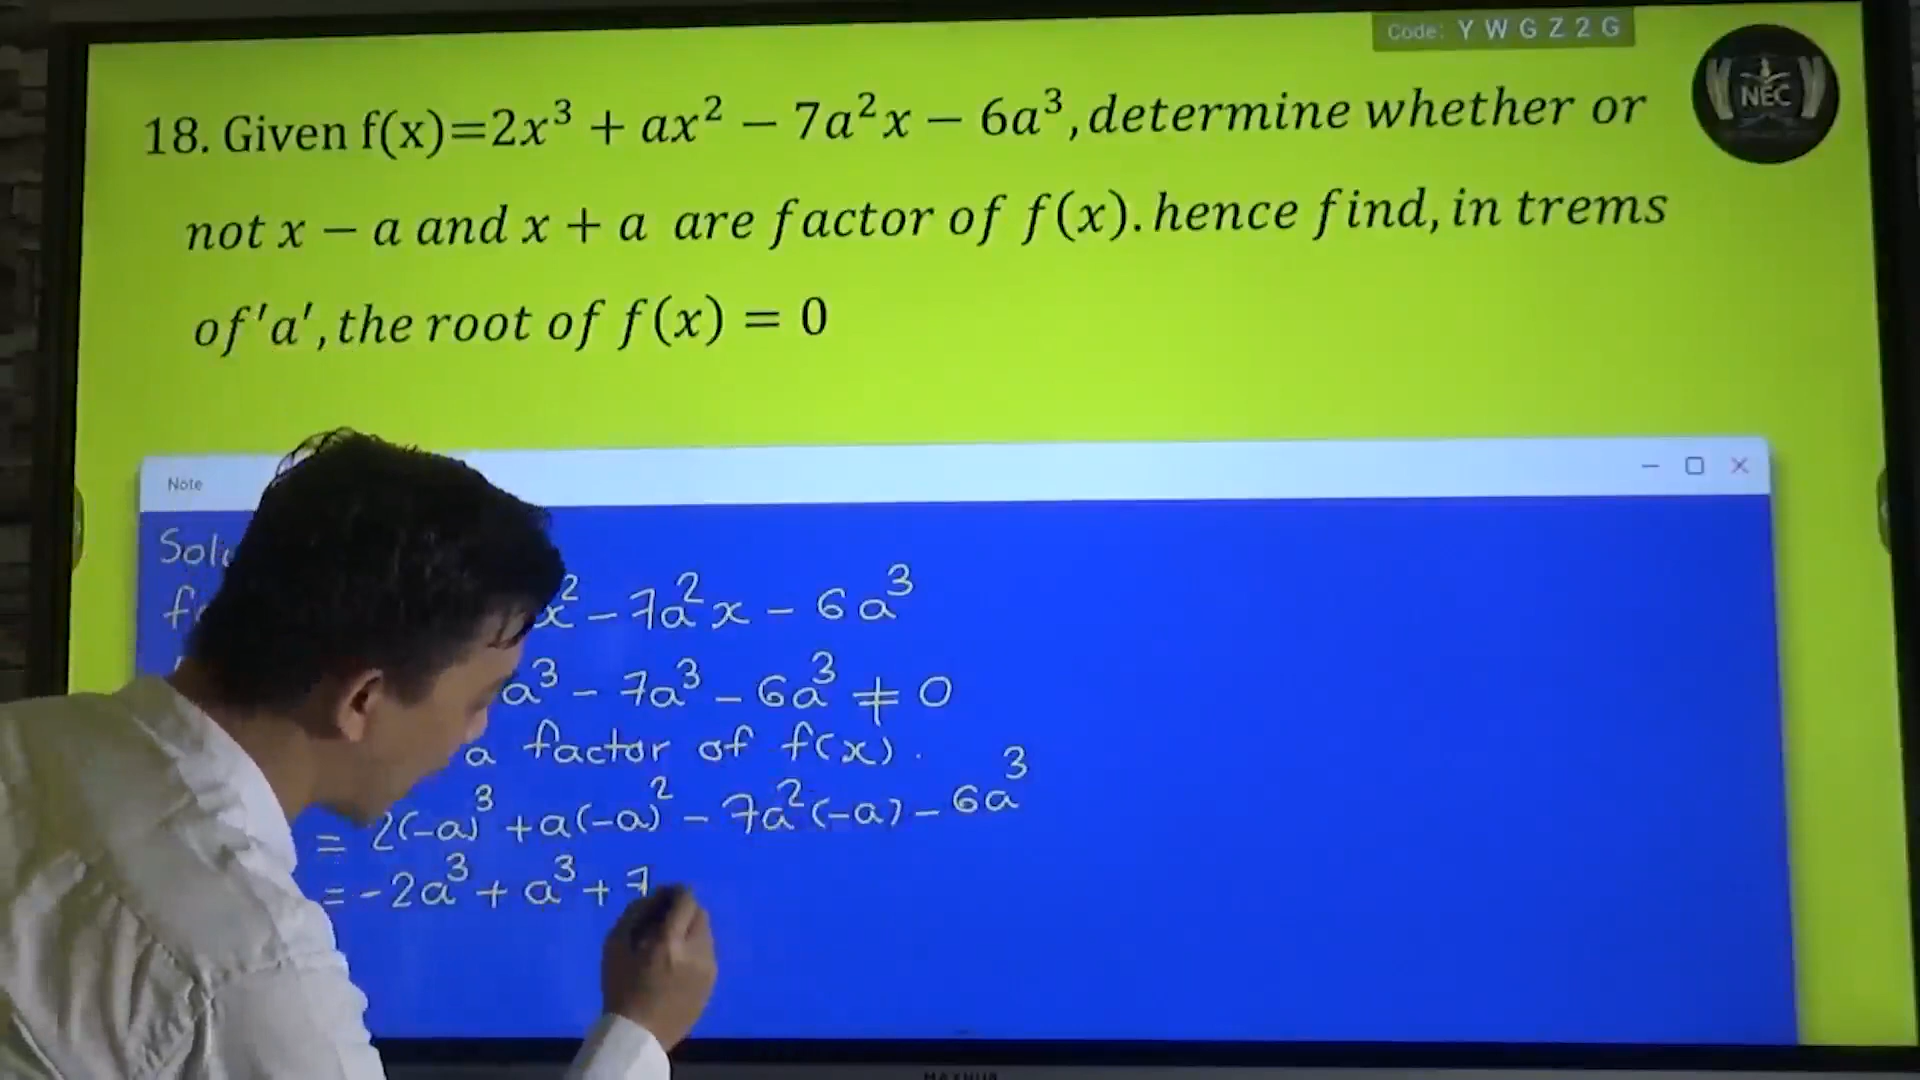 Code: YWGZ2G
NEC
18. Given f(x)=2x³ + ax² − 7a²x − 6a³, determine whether or
not x − a and x + a are factor of f(x). hence find, in trems
of 'a', the root of f(x) = 0
Note
x² − 7a²x − 6a³
a³ − 7a³ − 6a³ ≠ 0
a factor of f(x).
= 2(-a)³ + a(-a)² − 7a²(-a) − 6a³
= -2a³ + a³ + 7